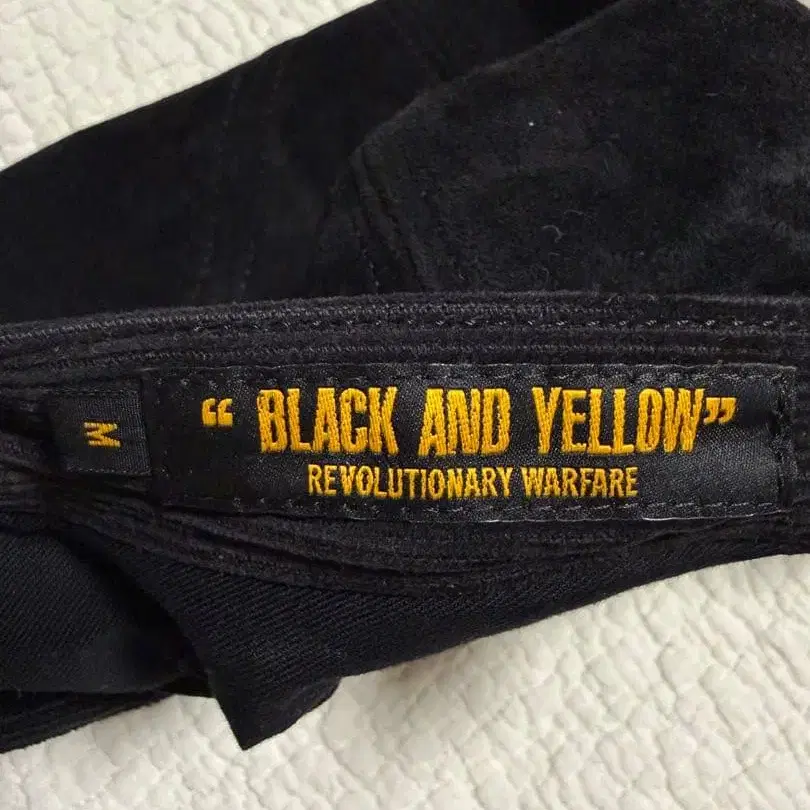 “ BLACK AND YELLOW”
REVOLUTIONARY WARFARE
M